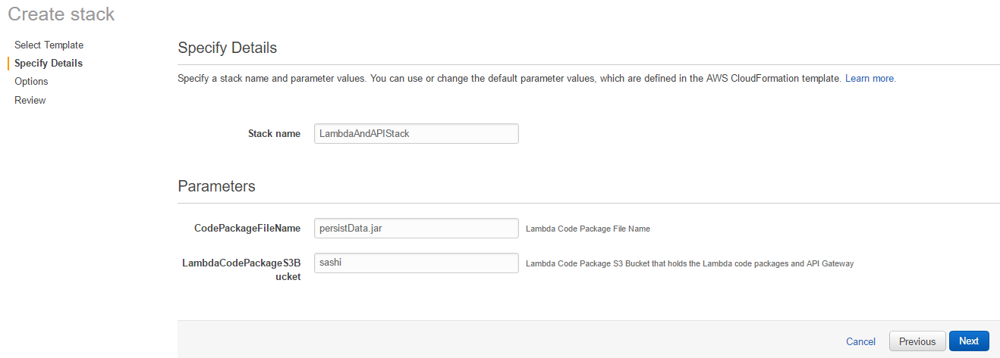 Create stack
Select Template
Specify Details
Options
Review
Specify Details
Specify a stack name and parameter values. You can use or change the default parameter values, which are defined in the AWS CloudFormation template. Learn more.
Stack name LambdaAndAPIStack
Parameters
CodePackageFileName persistData.jar Lambda Code Package File Name
LambdaCodePackageS3B sashi Lambda Code Package S3 Bucket that holds the Lambda code packages and API Gateway
ucket
Cancel Previous Next